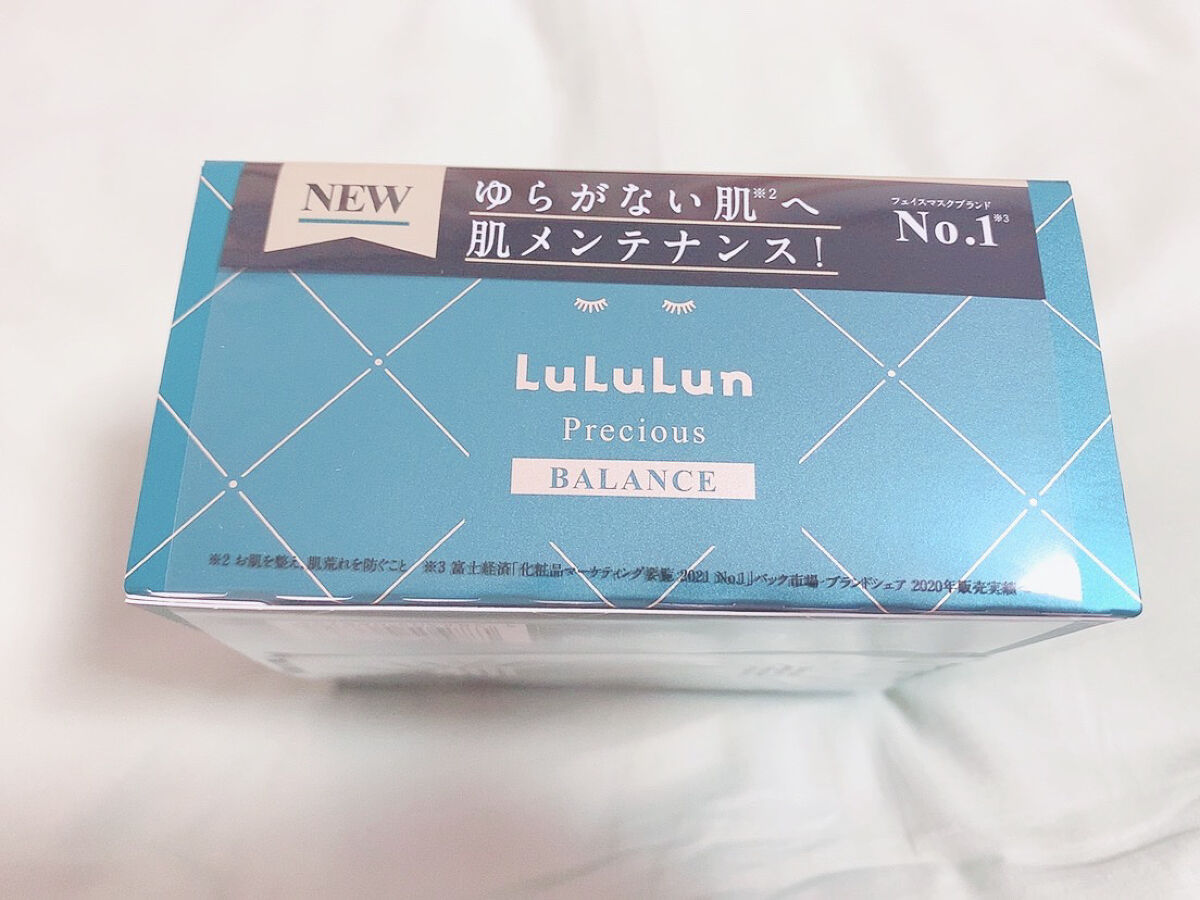 NEW
ゆらがない肌※2へ
肌メンテナンス!
フェイスマスクブランド
No.1※3
LuLuLun
Precious
BALANCE
※2 お肌を整え、肌荒れを防ぐこと ※3 富士経済「化粧品マーケティング要覧 2021 No.1」パック市場・ブランドシェア 2020年販売実績